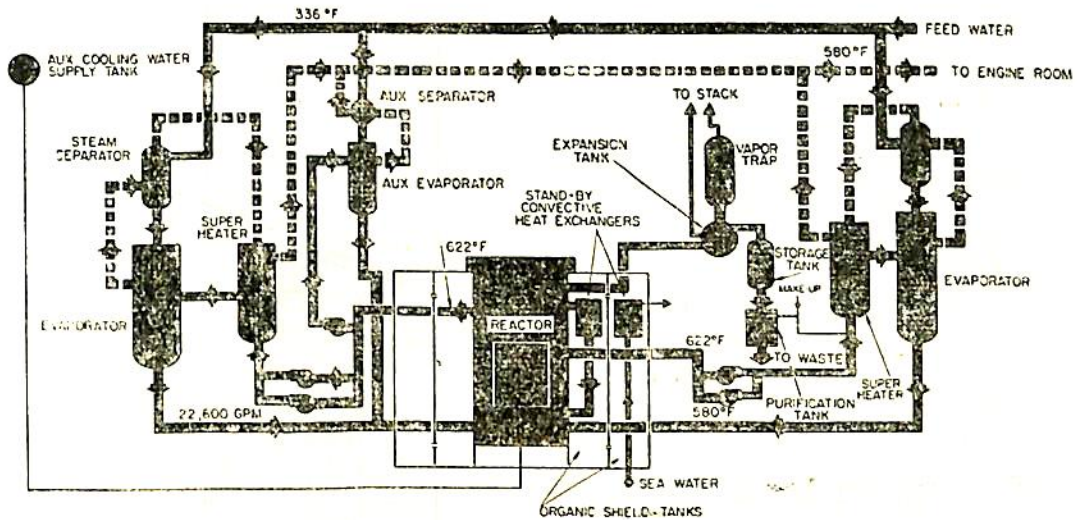 336°F
FEED WATER
AUX COOLING WATER
SUPPLY TANK
580°F
TO ENGINE ROOM
TO STACK
AUX SEPARATOR
STEAM
SEPARATOR
EXPANSION
TANK
VAPOR
TRAP
AUX EVAPORATOR
STAND-BY
CONVECTIVE
HEAT EXCHANGERS
SUPER
HEATER
622°F
STORAGE
TANK
MAKE-UP
EVAPORATOR
EVAPORATOR
REACTOR
622°F
TO WASTE
SUPER
HEATER
580°F
PURIFICATION
TANK
22,600 GPM
SEA WATER
ORGANIC SHIELD-TANKS